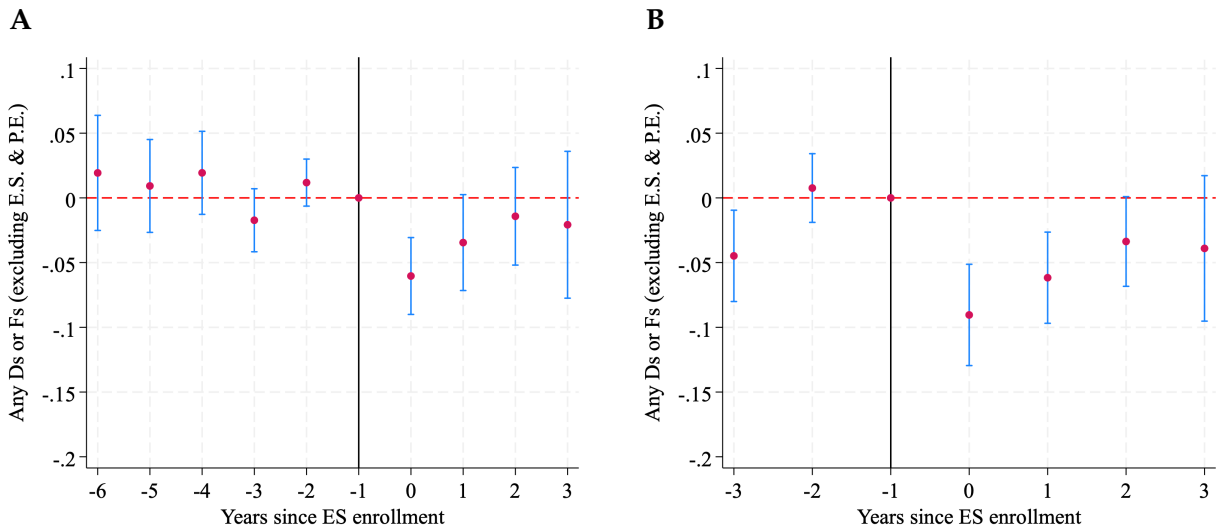 A
Any Ds or Fs (excluding E.S. & P.E.)
.1
.05
0
-.05
-.1
-.15
-.2
-6 -5 -4 -3 -2 -1 0 1 2 3
Years since ES enrollment
B
Any Ds or Fs (excluding E.S. & P.E.)
.1
.05
0
-.05
-.1
-.15
-.2
-3 -2 -1 0 1 2 3
Years since ES enrollment